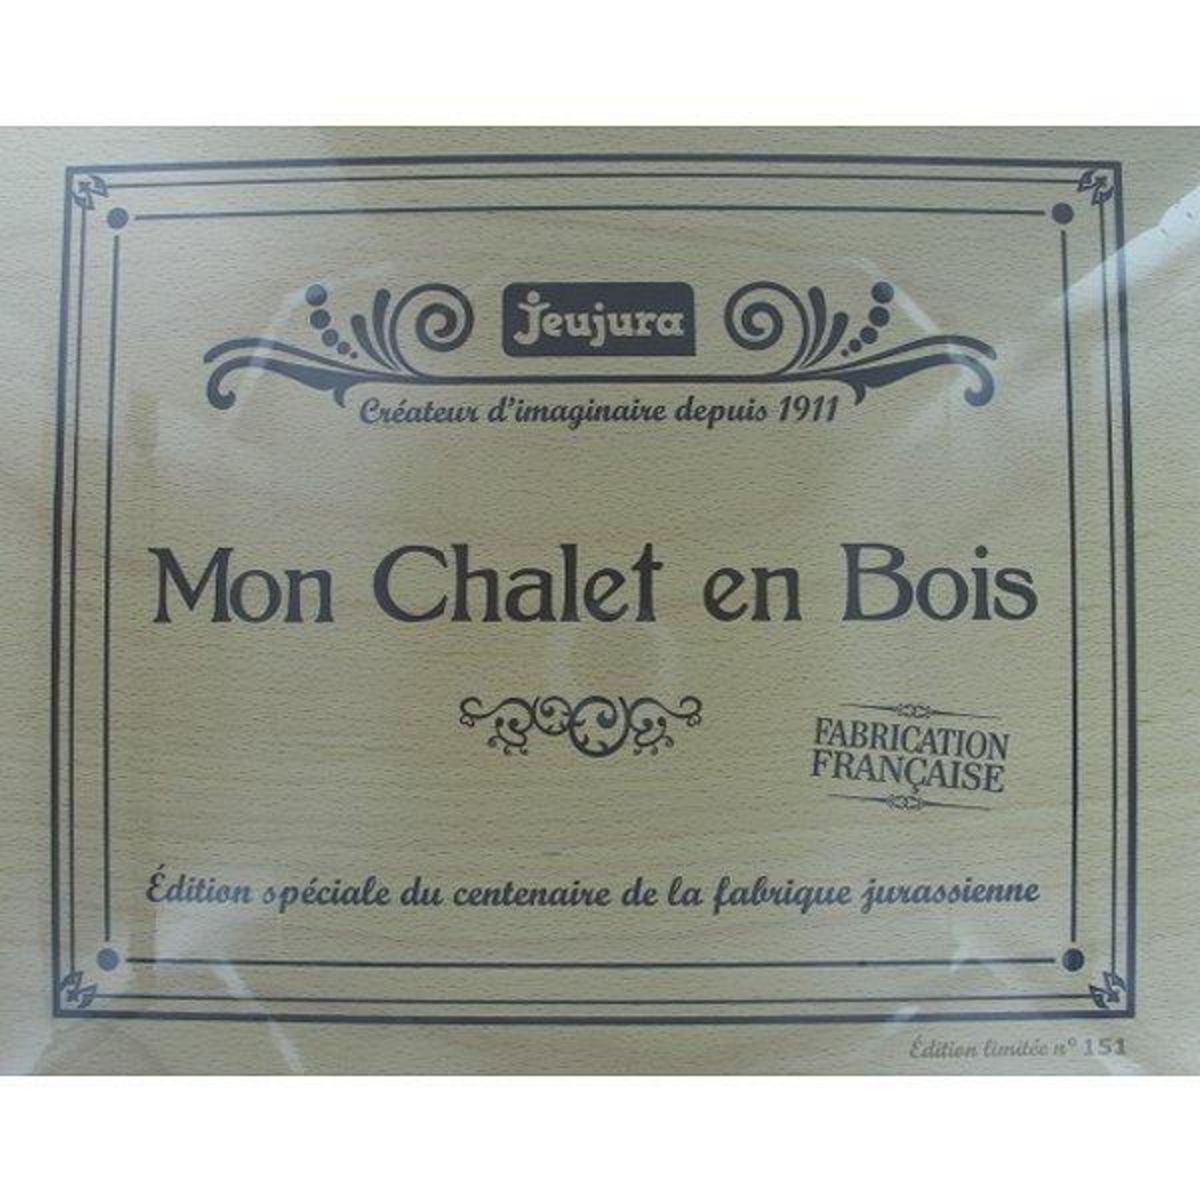 Jeujura
Créateur d'imaginaire depuis 1911
Mon Chalet en Bois
FABRICATION
FRANÇAISE
Édition spéciale du centenaire de la fabrique jurassienne
Édition limitée n° 151